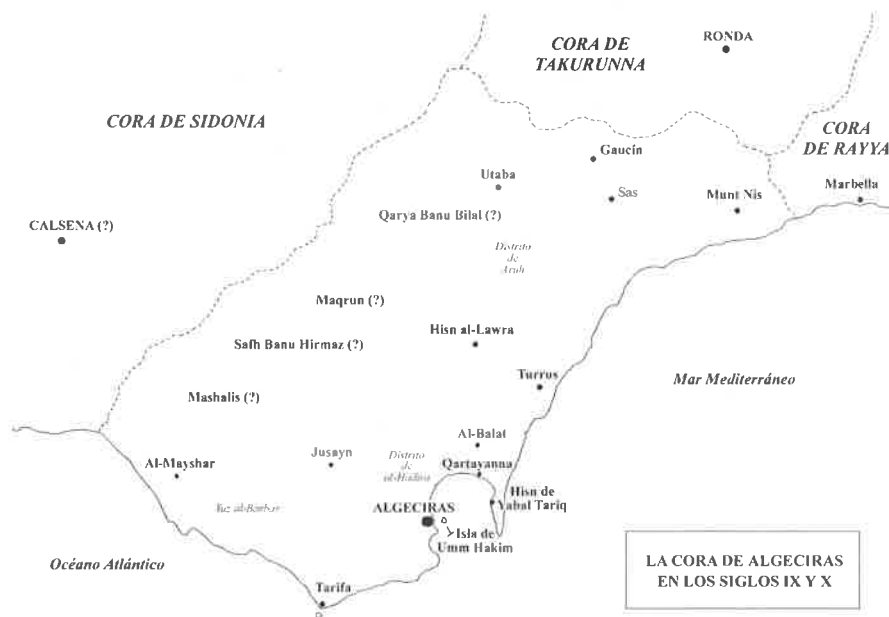 CORA DE
TAKURUNNA
RONDA
CORA DE SIDONIA
CORA
DE RAYYA
Gaucín
Utaba
Sas
Munt Nis
Marbella
Qarya Banu Bilal (?)
CALSENA (?)
Distrito
de
Maqrun (?)
Hisn al-Lawra
Safh Banu Hirmaz (?)
Turrus
Mar Mediterráneo
Mashalis (?)
Al-Balat
Jusayn
Distrito
de
Al-Mayshar
Qartayanna
Hisn de
Yabal Tariq
ALGECIRAS
Isla de
Umm Hakim
Océano Atlántico
Tarifa
LA CORA DE ALGECIRAS
EN LOS SIGLOS IX Y X